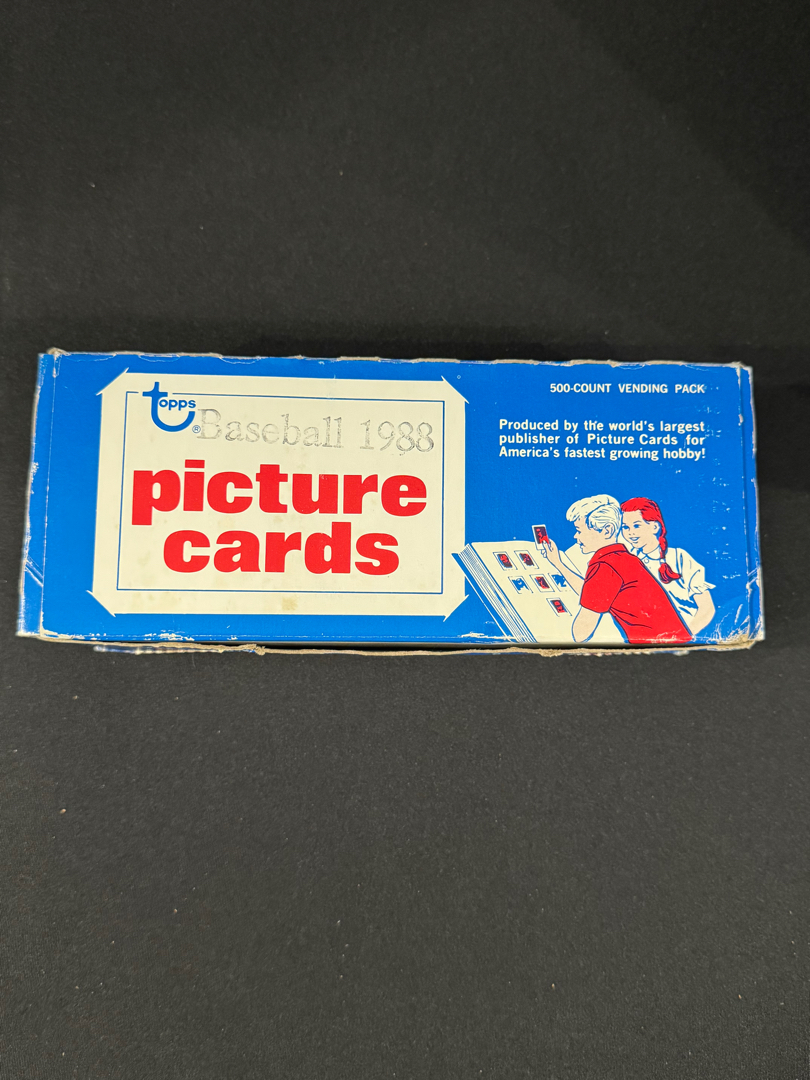 topps®
Baseball 1988
picture
cards
500-COUNT VENDING PACK
Produced by the world's largest
publisher of Picture Cards for
America's fastest growing hobby!